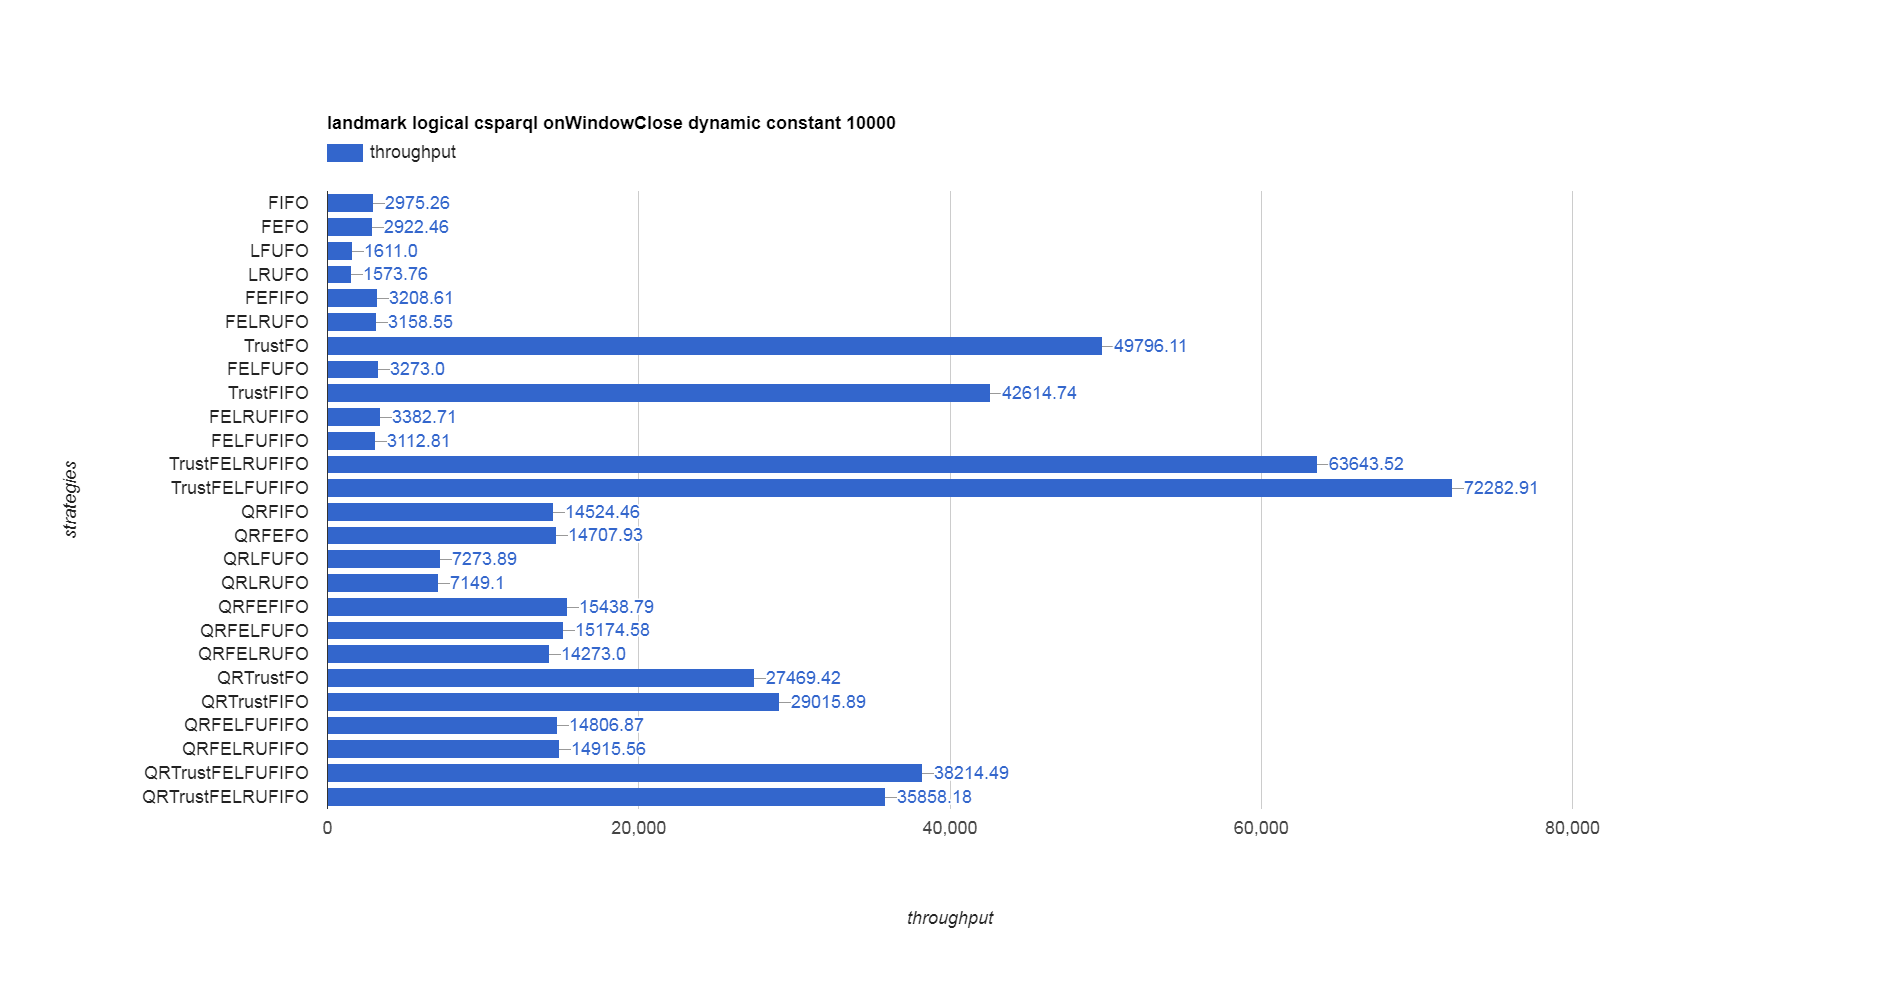 landmark logical csparql onWindowClose dynamic constant 10000
throughput
FIFO 2975.26
FEFO 2922.46
LFUFO 1611.0
LRUFO 1573.76
FEFIFO 3208.61
FELRUFO 3158.55
TrustFO 49796.11
FELFUFO 3273.0
TrustFIFO 42614.74
FELRUFIFO 3382.71
FELFUFIFO 3112.81
TrustFELRUFIFO 63643.52
TrustFELFUFIFO 72282.91
QRFIFO 14524.46
QRFEFO 14707.93
QRLFUFO 7273.89
QRLRUFO 7149.1
QRFEFIFO 15438.79
QRFELFUFO 15174.58
QRFELRUFO 14273.0
QRTrustFO 27469.42
QRTrustFIFO 29015.89
QRFELFUFIFO 14806.87
QRFELRUFIFO 14915.56
QRTrustFELFUFIFO 38214.49
QRTrustFELRUFIFO 35858.18
strategies
0 20,000 40,000 60,000 80,000
throughput